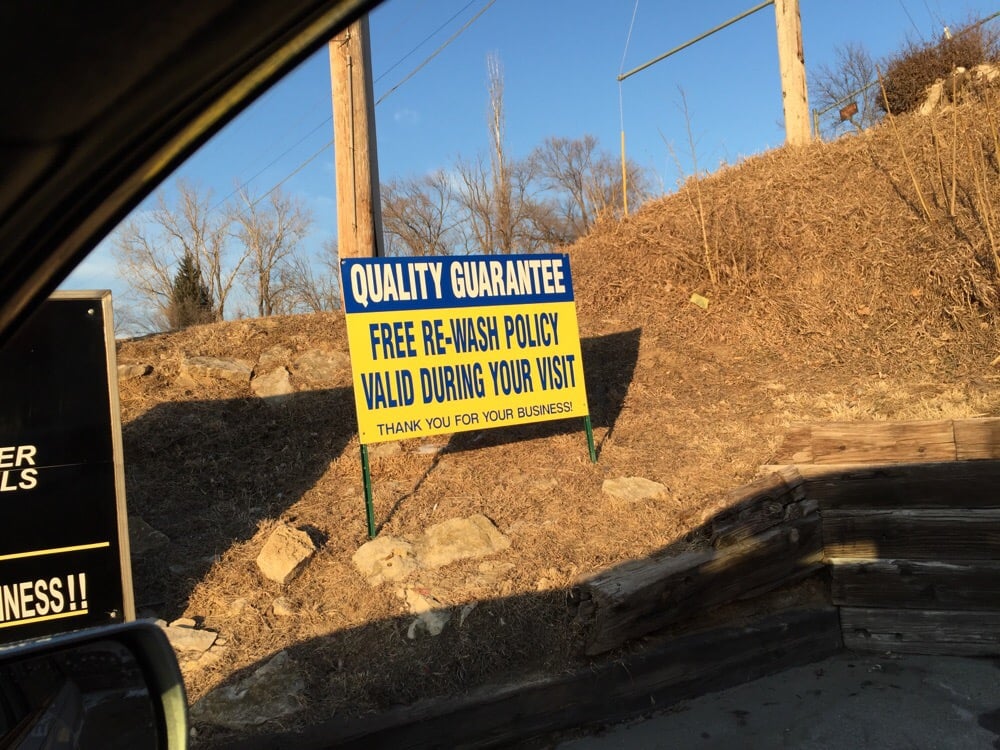 QUALITY GUARANTEE
FREE RE-WASH POLICY
VALID DURING YOUR VISIT
THANK YOU FOR YOUR BUSINESS!
ER
LS
INESS!!